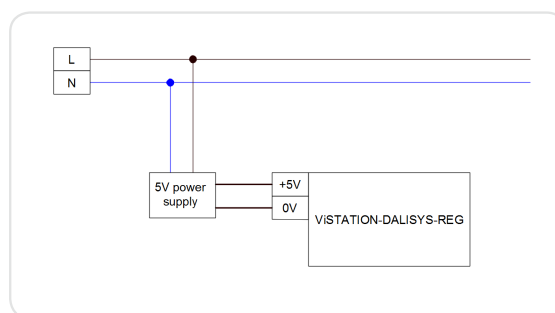 L
N
5V power
supply
+5V
0V
ViSTATION-DALISYS-REG